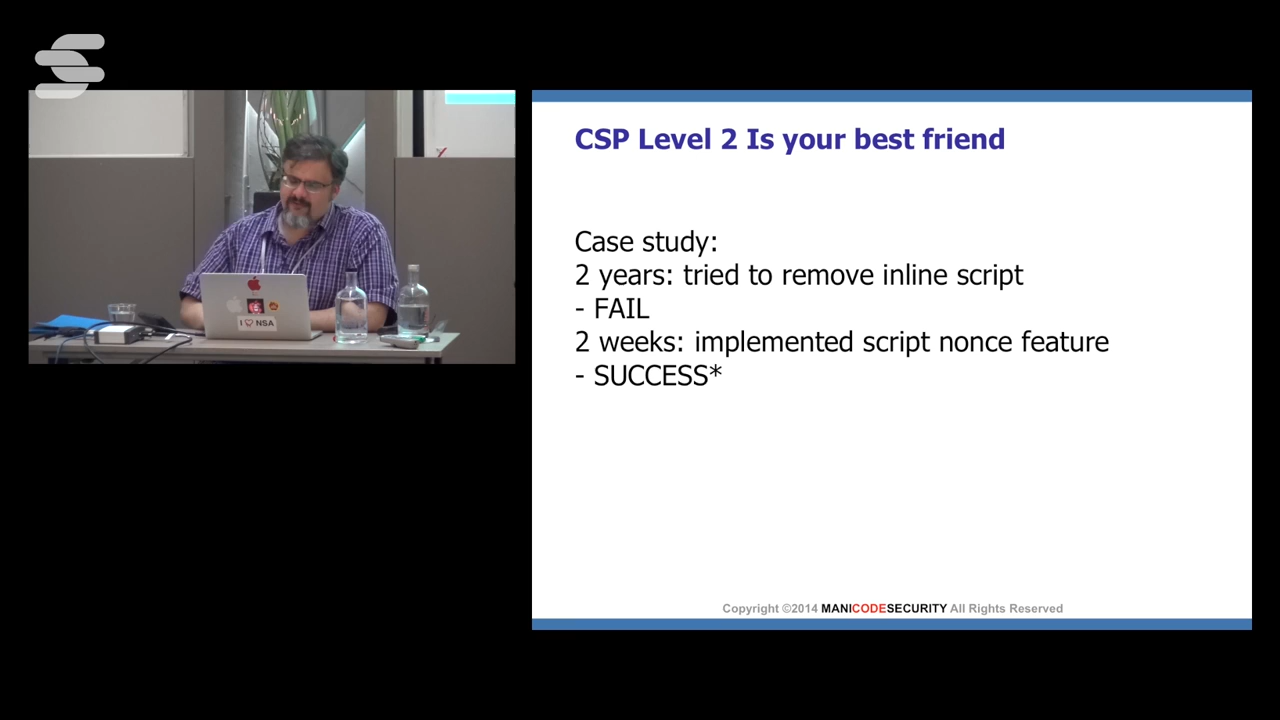 CSP Level 2 Is your best friend
Case study:
2 years: tried to remove inline script
- FAIL
2 weeks: implemented script nonce feature
- SUCCESS*
Copyright ©2014 MANICODESECURITY All Rights Reserved
I NSA